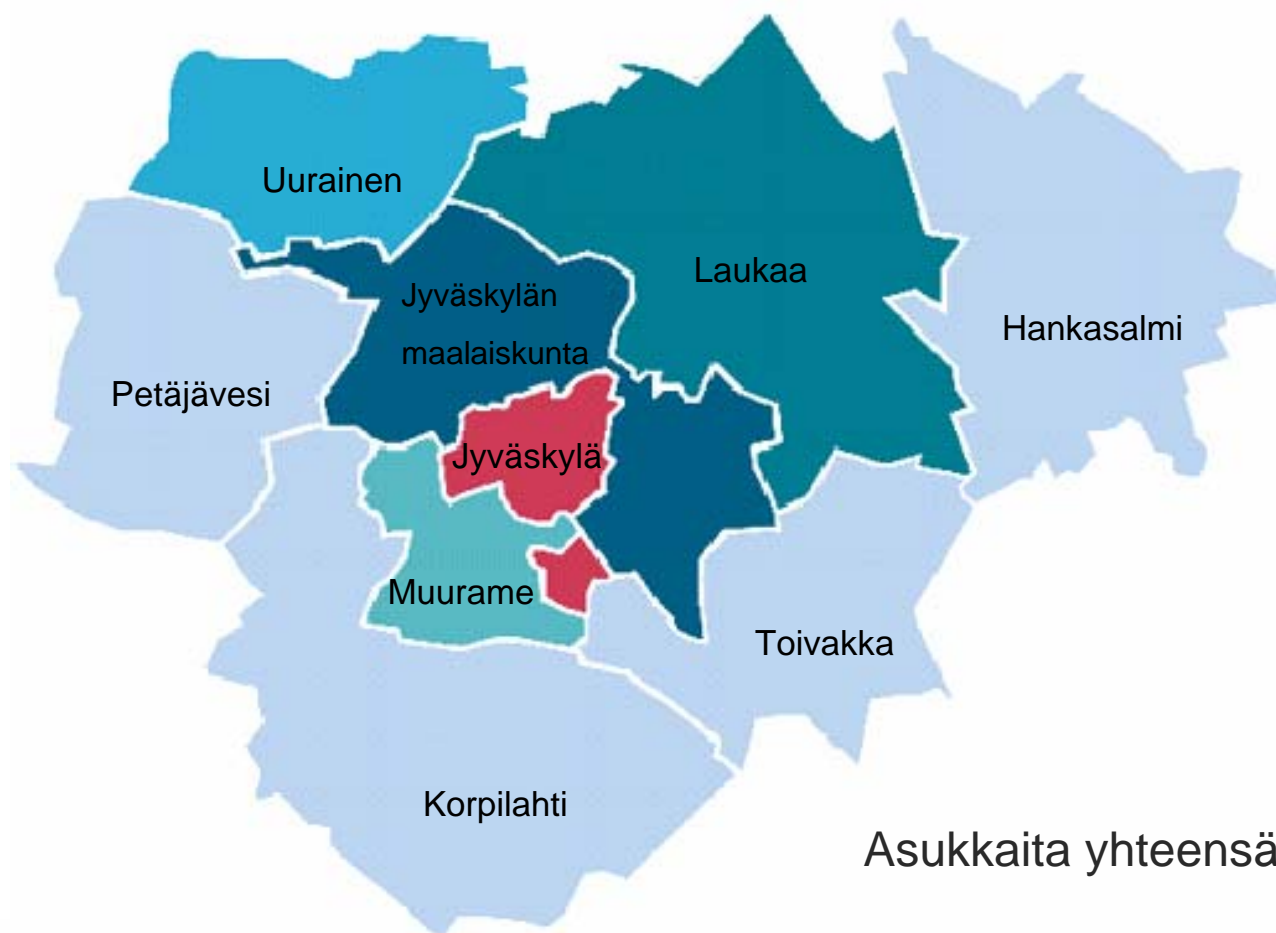 Uurainen
Laukaa
Jyväskylän
maalaiskunta
Hankasalmi
Petäjävesi
Jyväskylä
Muurame
Toivakka
Korpilahti
Asukkaita yhteensä